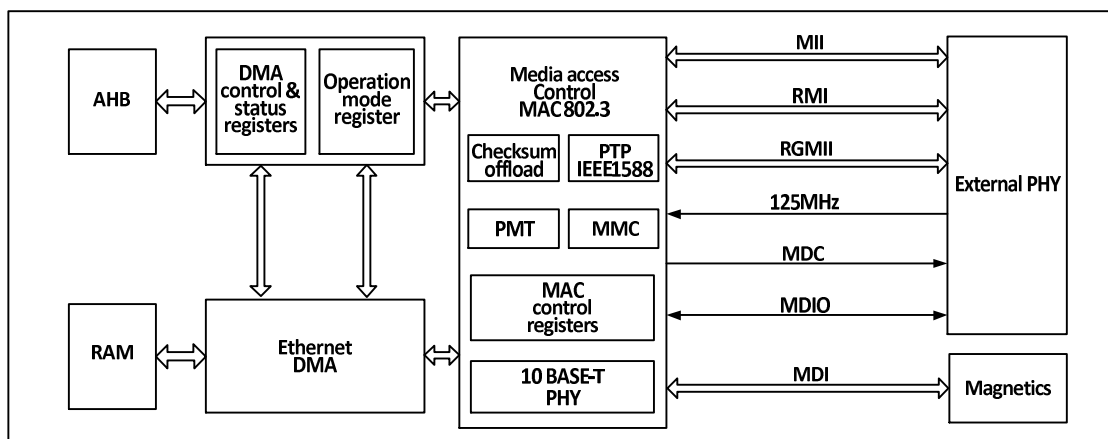 AHB
DMA
control &
status
registers
Operation
mode
register
Media access
Control
MAC 802.3
Checksum
offload
PTP
IEEE1588
PMT
MMC
MAC
control
registers
10 BASE-T
PHY
RAM
Ethernet
DMA
MII
RMI
RGMII
125MHz
MDC
MDIO
MDI
External PHY
Magnetics